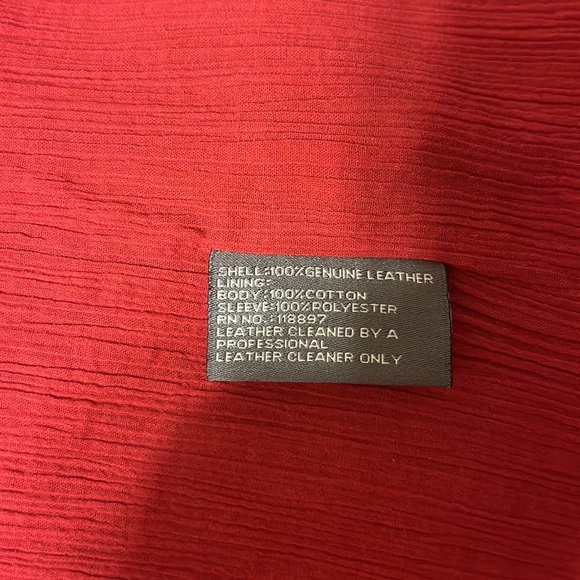 SHELL:100%GENUINE LEATHER
LINING:
BODY:100%COTTON
SLEEVE:100%POLYESTER
RN NO.:118897
LEATHER CLEANED BY A
PROFESSIONAL
LEATHER CLEANER ONLY